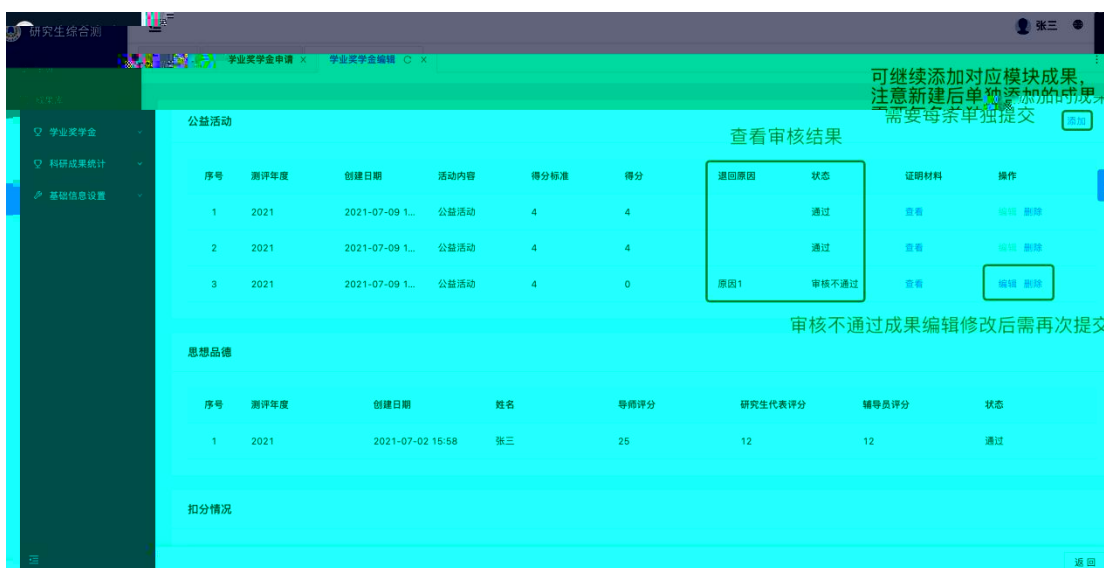 研究生综合测
张三
学业奖学金申请 ×
学业奖学金编辑 C ×
可继续添加对应模块成果,
注意新建后单独添加的成果
需要每条单独提交
添加
学业奖学金
科研成果统计
基础信息设置
公益活动
查看审核结果
序号 测评年度 创建日期 活动内容 得分标准 得分 退回原因 状态 证明材料 操作
1 2021 2021-07-09 1... 公益活动 4 4 通过 查看 编辑 删除
2 2021 2021-07-09 1... 公益活动 4 4 通过 查看 编辑 删除
3 2021 2021-07-09 1... 公益活动 4 0 原因1 审核不通过 查看 编辑 删除
审核不通过成果编辑修改后需再次提交
思想品德
序号 测评年度 创建日期 姓名 导师评分 研究生代表评分 辅导员评分 状态
1 2021 2021-07-02 15:58 张三 25 12 12 通过
扣分情况
返回